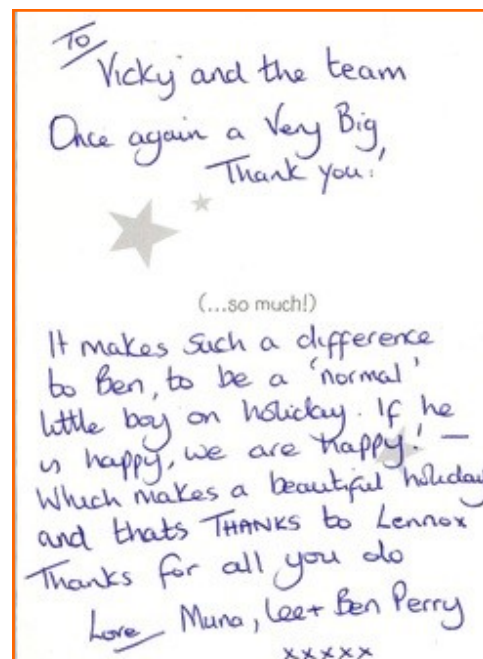 To
Vicky and the team
Once again a Very Big
Thank you!
(...so much!)
It makes such a difference
to Ben, to be a 'normal'
little boy on holiday. If he
is happy, we are happy! —
Which makes a beautiful holiday
and thats THANKS to Lennox
Thanks for all you do
Love Muna, Lee + Ben Perry
xxxxx